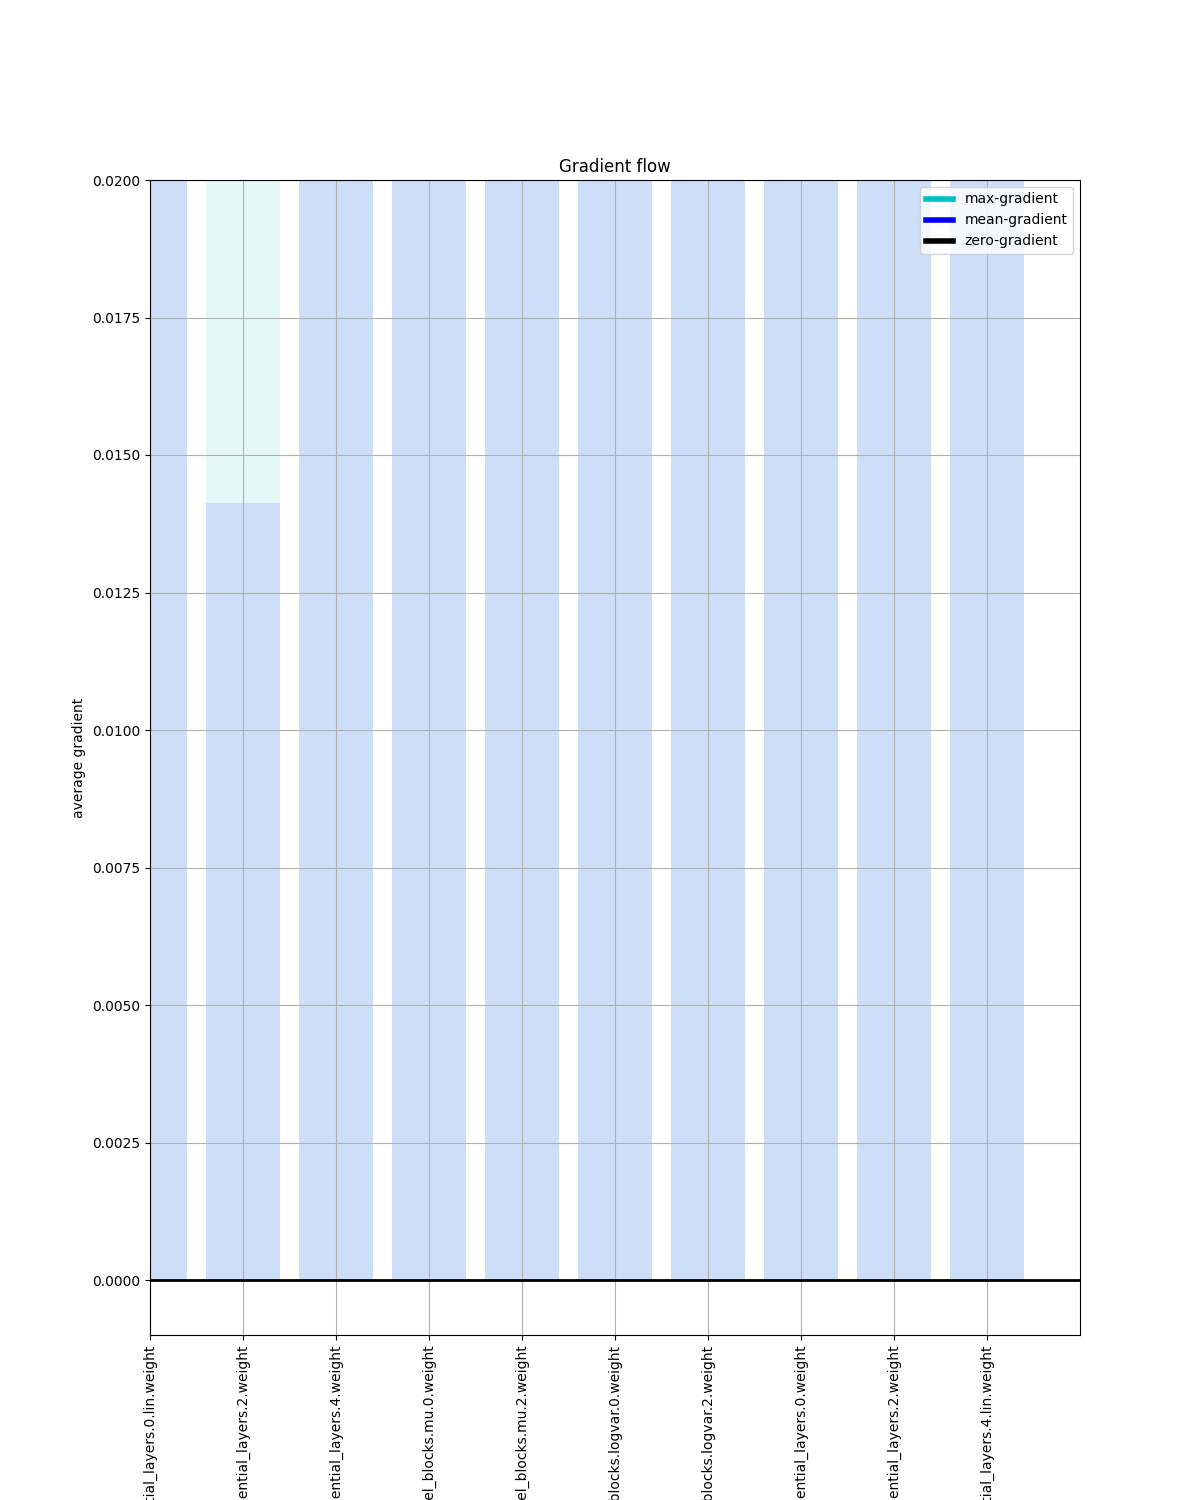 Gradient flow
max-gradient
mean-gradient
zero-gradient
0.0200
0.0175
0.0150
0.0125
0.0100
0.0075
0.0050
0.0025
0.0000
average gradient
tial_layers.0.lin.weight
ential_layers.2.weight
ential_layers.4.weight
el_blocks.mu.0.weight
el_blocks.mu.2.weight
blocks.logvar.0.weight
blocks.logvar.2.weight
ential_layers.0.weight
ential_layers.2.weight
tial_layers.4.lin.weight